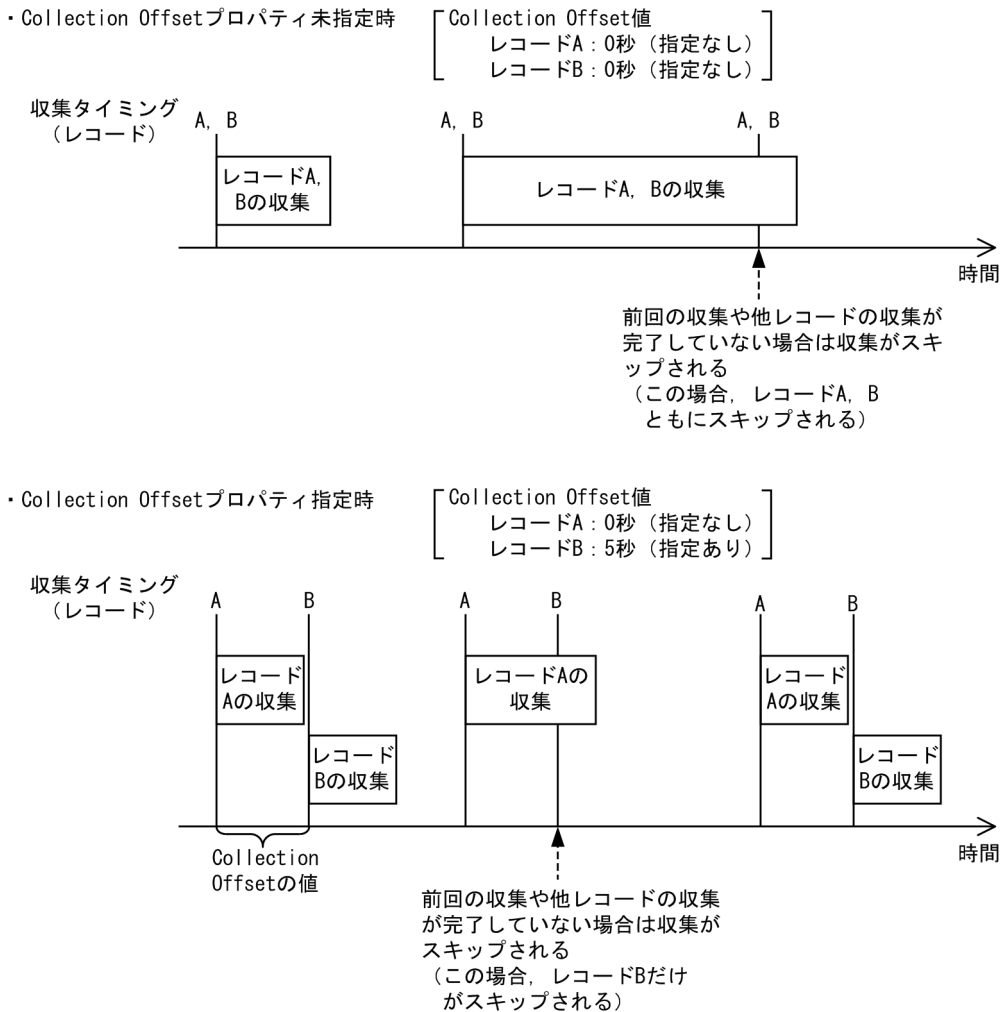 ・Collection Offsetプロパティ未指定時
Collection Offset値
レコードA：0秒（指定なし）
レコードB：0秒（指定なし）
収集タイミング
（レコード）
A，B
A，B
A，B
レコードA，
Bの収集
レコードA，Bの収集
時間
前回の収集や他レコードの収集が
完了していない場合は収集がスキ
ップされる
（この場合，レコードA，B
ともにスキップされる）
・Collection Offsetプロパティ指定時
Collection Offset値
レコードA：0秒（指定なし）
レコードB：5秒（指定あり）
収集タイミング
（レコード）
A
B
A
B
A
B
レコード
Aの収集
レコードAの
収集
レコード
Aの収集
レコード
Bの収集
レコード
Bの収集
時間
Collection
Offsetの値
前回の収集や他レコードの収集
が完了していない場合は収集が
スキップされる
（この場合，レコードBだけ
がスキップされる）